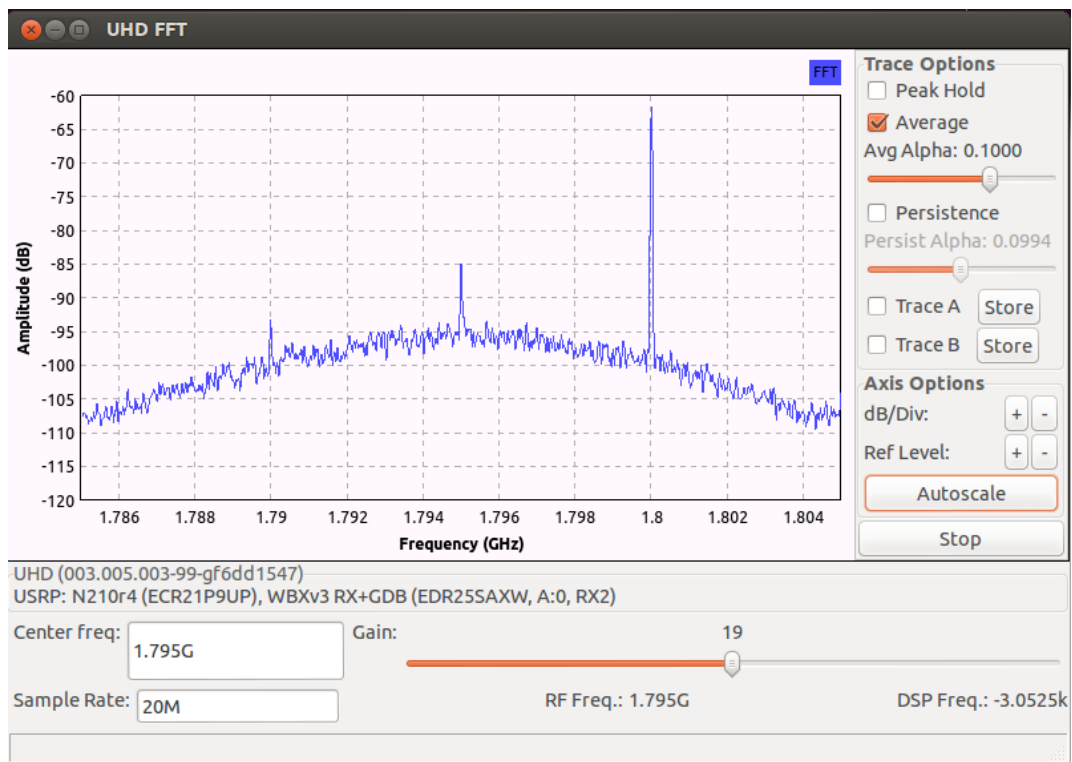 UHD FFT
FFT
Amplitude (dB)
-60
-65
-70
-75
-80
-85
-90
-95
-100
-105
-110
-115
-120
1.786 1.788 1.79 1.792 1.794 1.796 1.798 1.8 1.802 1.804
Frequency (GHz)
Trace Options
Peak Hold
Average
Avg Alpha: 0.1000
Persistence
Persist Alpha: 0.0994
Trace A Store
Trace B Store
Axis Options
dB/Div: + -
Ref Level: + -
Autoscale
Stop
UHD (003.005.003-99-gf6dd1547)
USRP: N210r4 (ECR21P9UP), WBXv3 RX+GDB (EDR25SAXW, A:0, RX2)
Center freq: 1.795G Gain: 19
Sample Rate: 20M RF Freq.: 1.795G DSP Freq.: -3.0525k